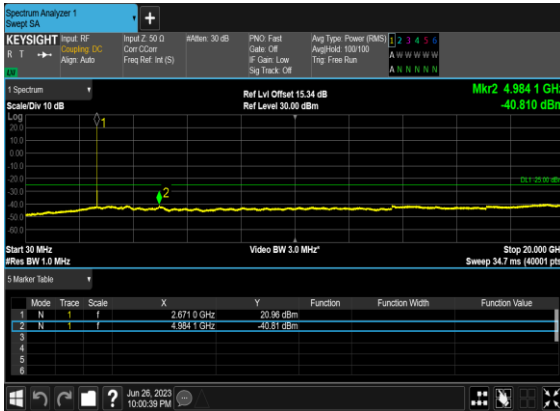 Spectrum Analyzer 1
Swept SA
+
KEYSIGHT Input: RF Input Z: 50 Ω #Atten: 30 dB PNO: Fast Avg Type: Power (RMS) 1 2 3 4 5 6
R T Coupling: DC Corr CCorr Gate: Off Avg|Hold: 100/100 A W W W W W
Align: Auto Freq Ref: Int (S) IF Gain: Low Trig: Free Run
Sig Track: Off A N N N N N
1 Spectrum Ref Lvl Offset 15.34 dB Mkr2 4.984 1 GHz
Scale/Div 10 dB Ref Level 30.00 dBm -40.810 dBm
Log
20.0
10.0
0.00
-10.0
-20.0
-30.0
-40.0
-50.0
-60.0
1
2
DL1 -25.00 dBm
Start 30 MHz Video BW 3.0 MHz* Stop 20.000 GHz
#Res BW 1.0 MHz Sweep 34.7 ms (40001 pts)
5 Marker Table
Mode Trace Scale X Y Function Function Width Function Value
1 N 1 f 2.671 0 GHz 20.96 dBm
2 N 1 f 4.984 1 GHz -40.81 dBm
3
4
5
6
? Jun 26, 2023
10:00:39 PM